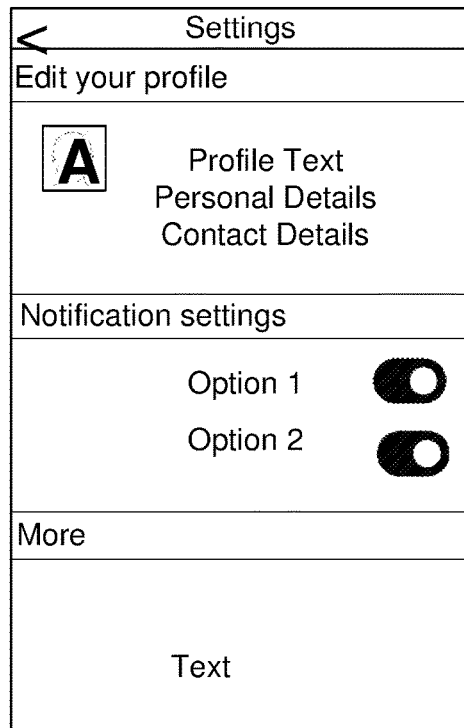 < Settings
Edit your profile
A
Profile Text
Personal Details
Contact Details
Notification settings
Option 1
Option 2
More
Text